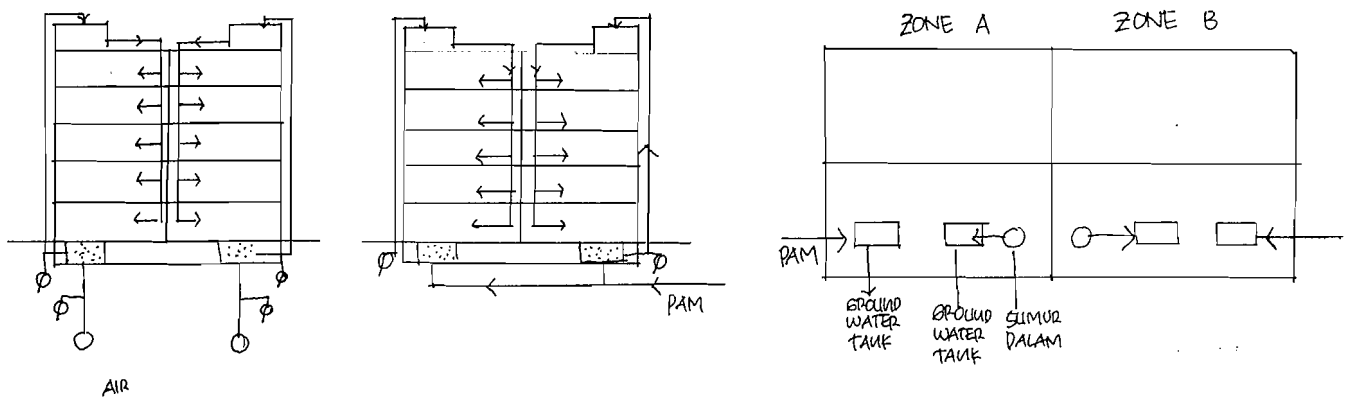 ZONE A
ZONE B
PAM
PAM
GROUND
WATER
TANK
GROUND
WATER
TANK
SUMUR
DALAM
AIR